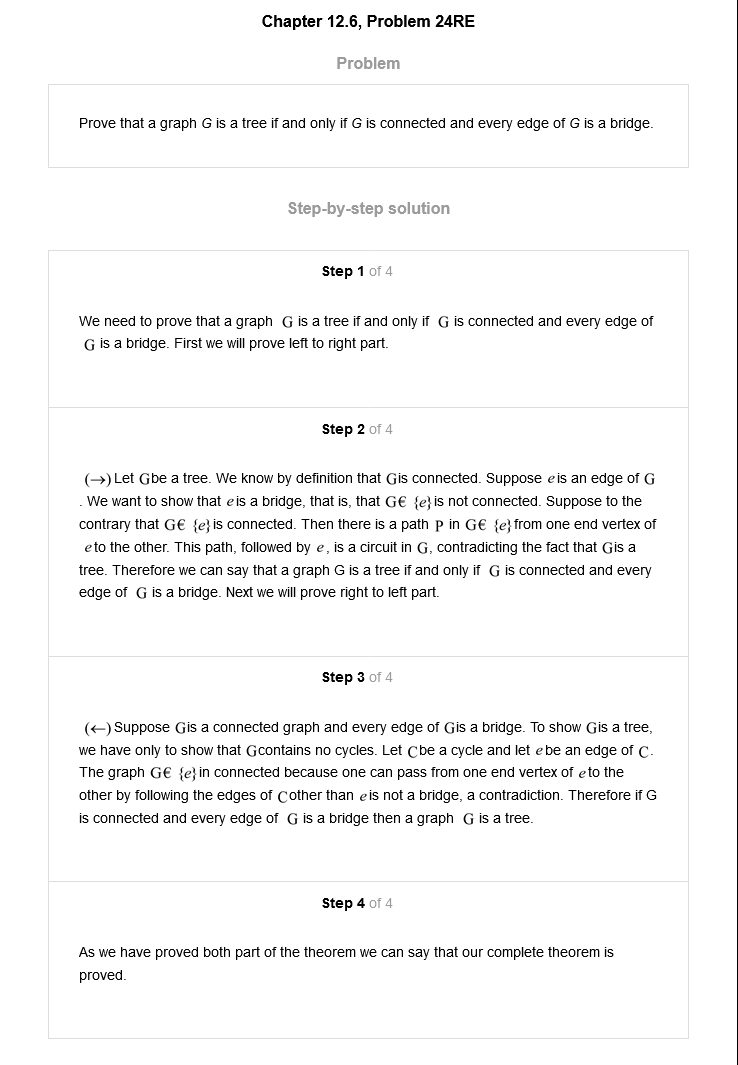 Chapter 12.6, Problem 24RE
Problem
Prove that a graph G is a tree if and only if G is connected and every edge of G is a bridge.
Step-by-step solution
Step 1 of 4
We need to prove that a graph G is a tree if and only if G is connected and every edge of
G is a bridge. First we will prove left to right part.
Step 2 of 4
(→) Let G be a tree. We know by definition that G is connected. Suppose e is an edge of G
. We want to show that e is a bridge, that is, that G€ {e} is not connected. Suppose to the
contrary that G€ {e} is connected. Then there is a path P in G€ {e} from one end vertex of
e to the other. This path, followed by e, is a circuit in G, contradicting the fact that G is a
tree. Therefore we can say that a graph G is a tree if and only if G is connected and every
edge of G is a bridge. Next we will prove right to left part.
Step 3 of 4
(←) Suppose G is a connected graph and every edge of G is a bridge. To show G is a tree,
we have only to show that G contains no cycles. Let C be a cycle and let e be an edge of C.
The graph G€ {e} in connected because one can pass from one end vertex of e to the
other by following the edges of C other than e is not a bridge, a contradiction. Therefore if G
is connected and every edge of G is a bridge then a graph G is a tree.
Step 4 of 4
As we have proved both part of the theorem we can say that our complete theorem is
proved.